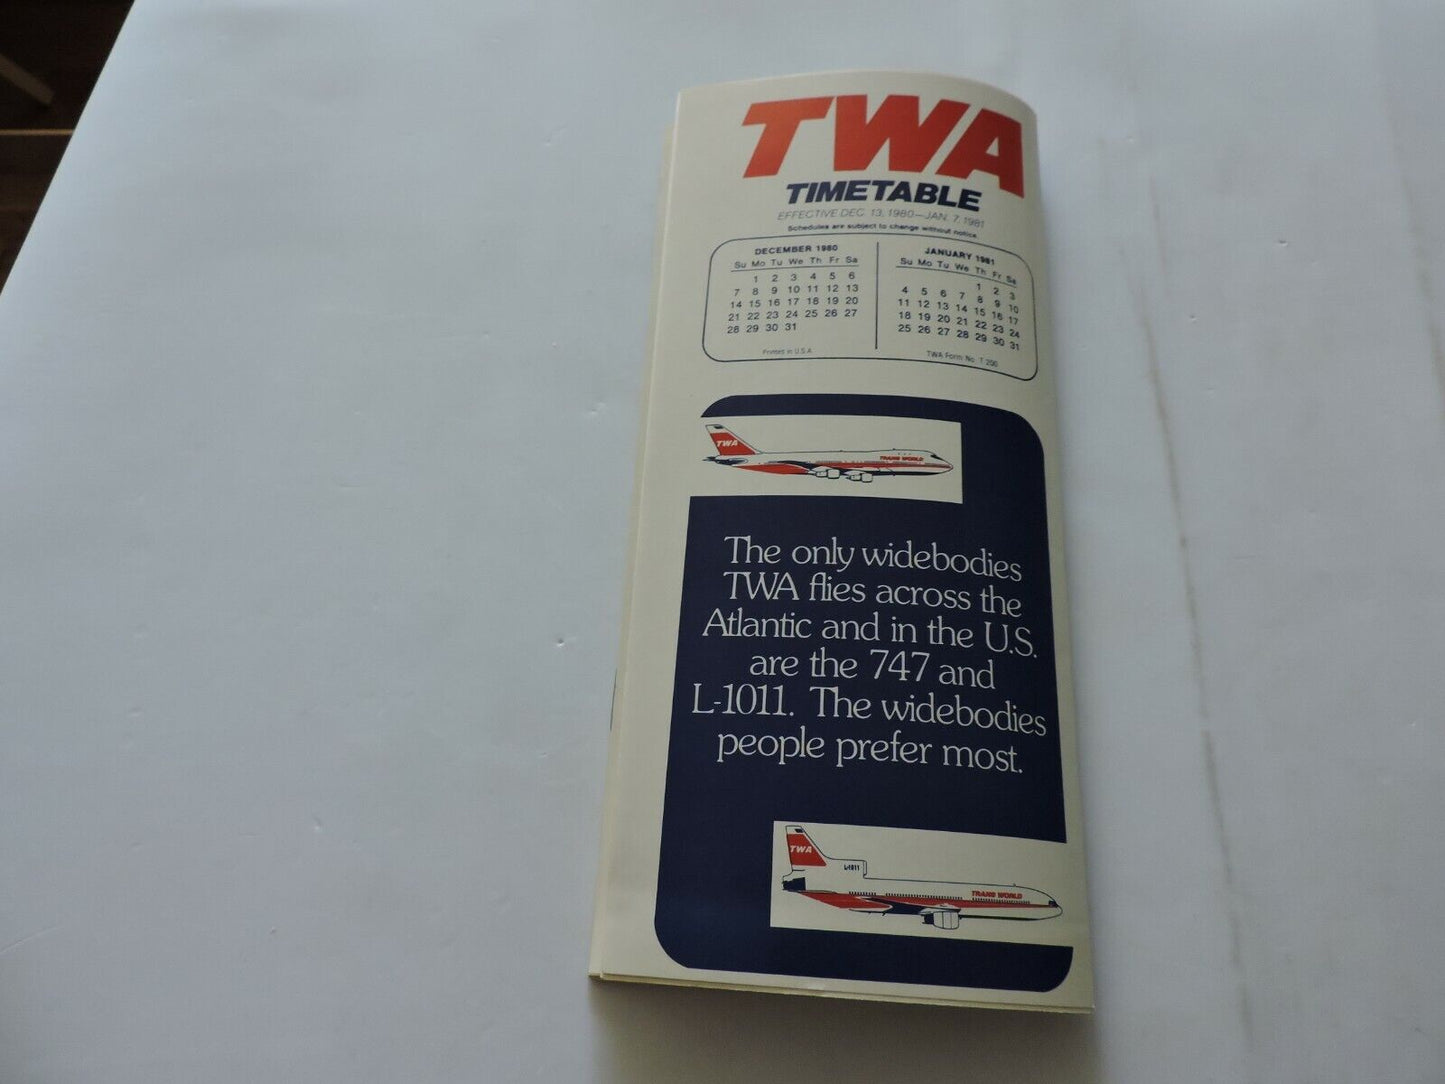 TWA
TIMETABLE
EFFECTIVE DEC. 13, 1980—JAN. 7, 1981
Schedules are subject to change without notice.
DECEMBER 1980
Su Mo Tu We Th Fr Sa
1 2 3 4 5 6
7 8 9 10 11 12 13
14 15 16 17 18 19 20
21 22 23 24 25 26 27
28 29 30 31
Printed in U.S.A.
JANUARY 1981
Su Mo Tu We Th Fr Sa
1 2 3
4 5 6 7 8 9 10
11 12 13 14 15 16 17
18 19 20 21 22 23 24
25 26 27 28 29 30 31
TWA Form No. T 200
TWA
TRANS WORLD
The only widebodies
TWA flies across the
Atlantic and in the U.S.
are the 747 and
L-1011. The widebodies
people prefer most.
TWA
L-1011
TRANS WORLD